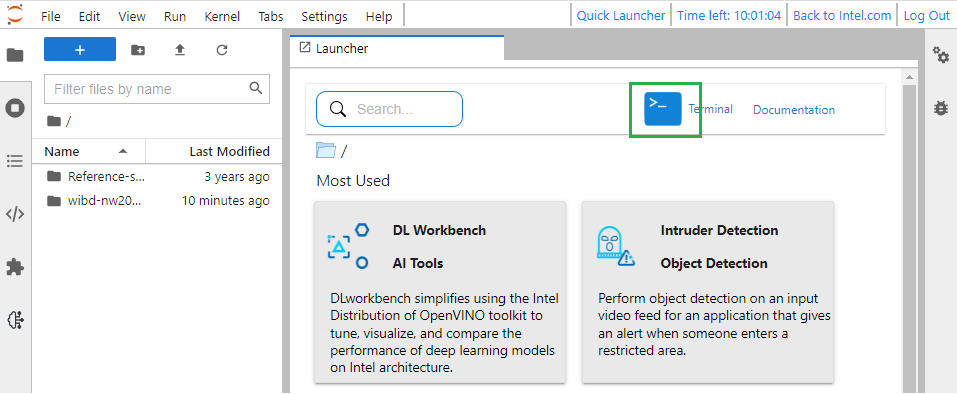 File Edit View Run Kernel Tabs Settings Help
Quick Launcher Time left: 10:01:04 Back to Intel.com Log Out
+
Filter files by name
/
Name Last Modified
Reference-s... 3 years ago
wibd-nw20... 10 minutes ago
Launcher
Search...
>_ Terminal Documentation
/
Most Used
DL Workbench
AI Tools
DLworkbench simplifies using the Intel
Distribution of OpenVINO toolkit to
tune, visualize, and compare the
performance of deep learning models
on Intel architecture.
Intruder Detection
Object Detection
Perform object detection on an input
video feed for an application that gives
an alert when someone enters a
restricted area.